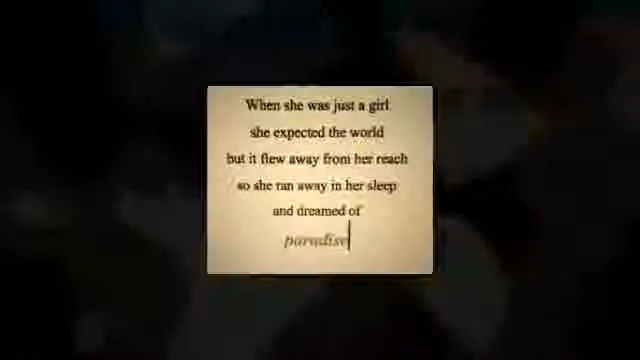 When she was just a girl
she expected the world
but it flew away from her reach
so she ran away in her sleep
and dreamed of
paradise